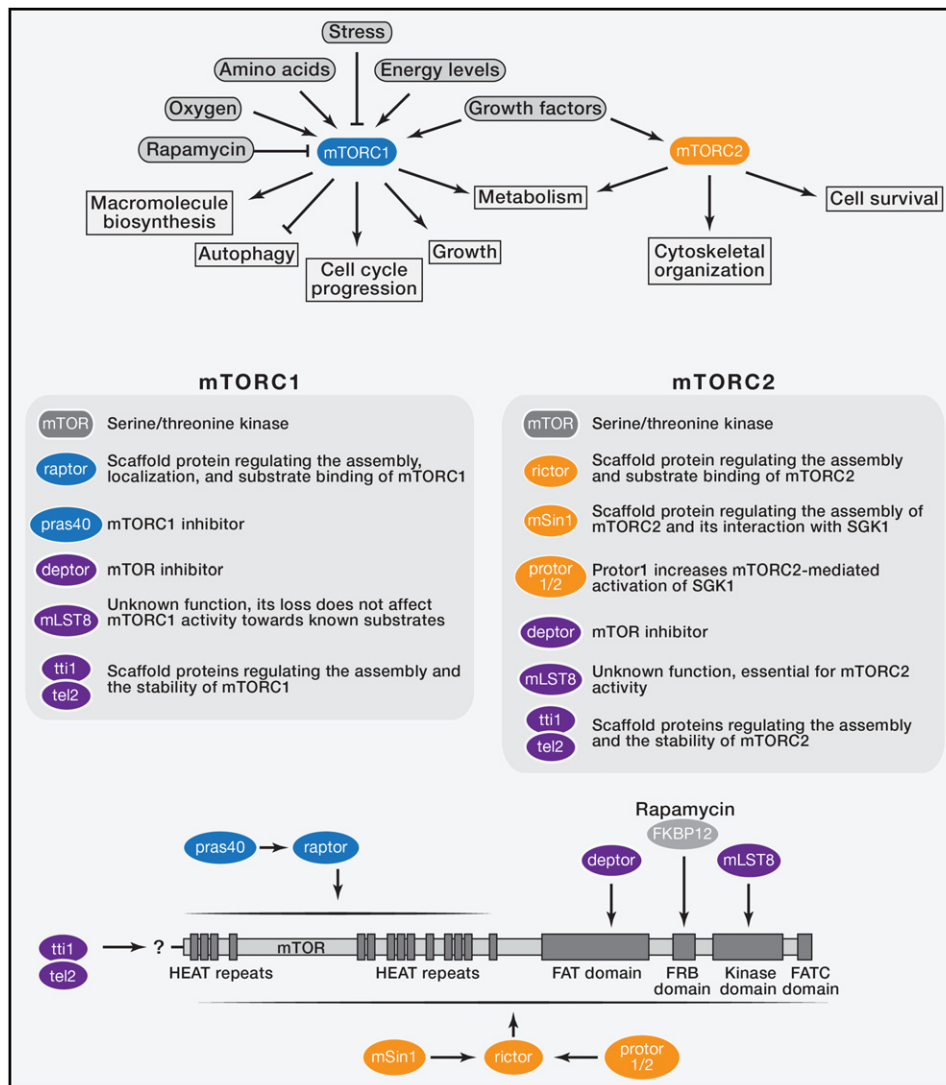 Stress
Amino acids
Energy levels
Oxygen
Growth factors
Rapamycin
mTORC1
mTORC2
Macromolecule
biosynthesis
Autophagy
Cell cycle
progression
Growth
Metabolism
Cytoskeletal
organization
Cell survival
mTORC1
mTOR
Serine/threonine kinase
raptor
Scaffold protein regulating the assembly,
localization, and substrate binding of mTORC1
pras40
mTORC1 inhibitor
deptor
mTOR inhibitor
mLST8
Unknown function, its loss does not affect
mTORC1 activity towards known substrates
tti1
tel2
Scaffold proteins regulating the assembly and
the stability of mTORC1
mTORC2
mTOR
Serine/threonine kinase
rictor
Scaffold protein regulating the assembly
and substrate binding of mTORC2
mSin1
Scaffold protein regulating the assembly of
mTORC2 and its interaction with SGK1
protor
1/2
Protor1 increases mTORC2-mediated
activation of SGK1
deptor
mTOR inhibitor
mLST8
Unknown function, essential for mTORC2
activity
tti1
tel2
Scaffold proteins regulating the assembly
and the stability of mTORC2
Rapamycin
FKBP12
pras40
raptor
deptor
mLST8
tti1
tel2
?
mTOR
HEAT repeats
HEAT repeats
FAT domain
FRB
domain
Kinase
domain
FATC
domain
mSin1
rictor
protor
1/2